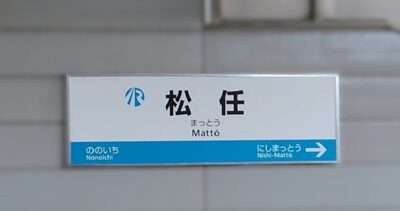 松任
まっとう
Mattō
ののいち にしまっとう →
Nonoichi Nishi-Mattō